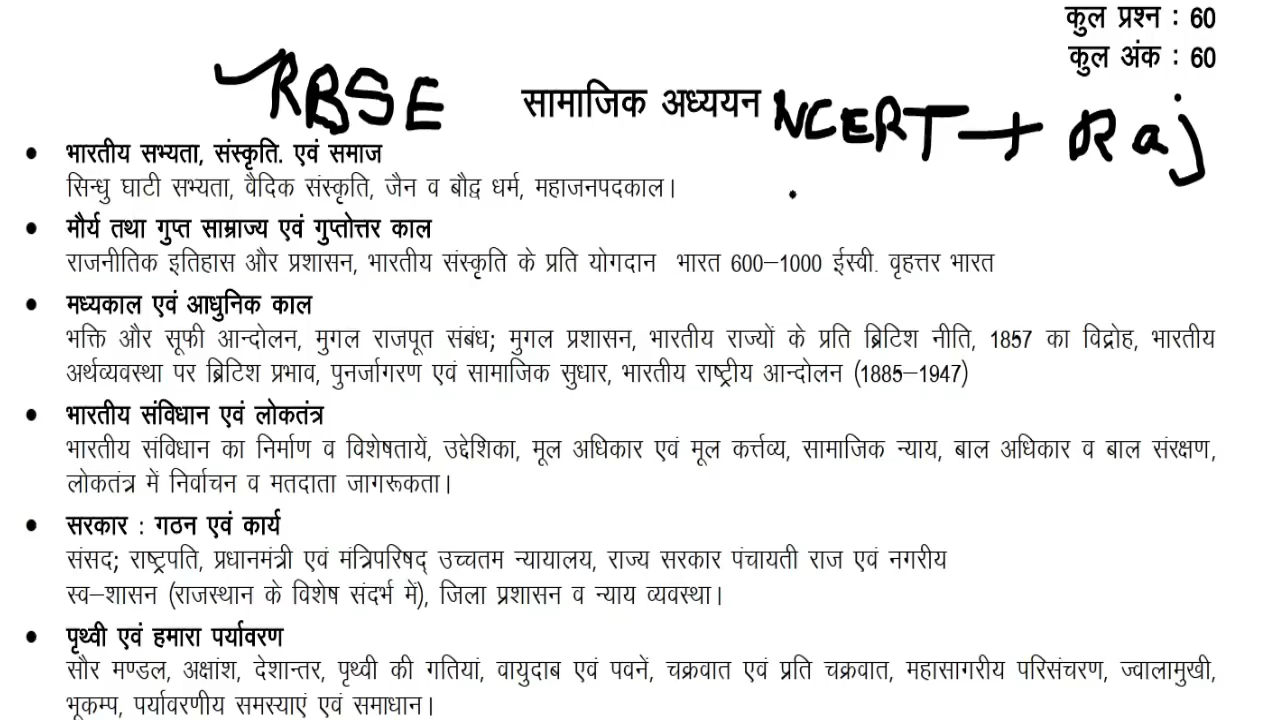 कुल प्रश्न : 60
कुल अंक : 60
RBSE सामाजिक अध्ययन NCERT → Raj
• भारतीय सभ्यता, संस्कृति. एवं समाज
सिन्धु घाटी सभ्यता, वैदिक संस्कृति, जैन व बौद्व धर्म, महाजनपदकाल।
• मौर्य तथा गुप्त साम्राज्य एवं गुप्तोत्तर काल
राजनीतिक इतिहास और प्रशासन, भारतीय संस्कृति के प्रति योगदान भारत 600–1000 ईस्वी. वृहत्तर भारत
• मध्यकाल एवं आधुनिक काल
भक्ति और सूफी आन्दोलन, मुगल राजपूत संबंध; मुगल प्रशासन, भारतीय राज्यों के प्रति ब्रिटिश नीति, 1857 का विद्रोह, भारतीय
अर्थव्यवस्था पर ब्रिटिश प्रभाव, पुनर्जागरण एवं सामाजिक सुधार, भारतीय राष्ट्रीय आन्दोलन (1885–1947)
• भारतीय संविधान एवं लोकतंत्र
भारतीय संविधान का निर्माण व विशेषतायें, उद्देशिका, मूल अधिकार एवं मूल कर्त्तव्य, सामाजिक न्याय, बाल अधिकार व बाल संरक्षण,
लोकतंत्र में निर्वाचन व मतदाता जागरूकता।
• सरकार : गठन एवं कार्य
संसद; राष्ट्रपति, प्रधानमंत्री एवं मंत्रिपरिषद् उच्चतम न्यायालय, राज्य सरकार पंचायती राज एवं नगरीय
स्व–शासन (राजस्थान के विशेष संदर्भ में), जिला प्रशासन व न्याय व्यवस्था।
• पृथ्वी एवं हमारा पर्यावरण
सौर मण्डल, अक्षांश, देशान्तर, पृथ्वी की गतियां, वायुदाब एवं पवनें, चक्रवात एवं प्रति चक्रवात, महासागरीय परिसंचरण, ज्वालामुखी,
भूकम्प, पर्यावरणीय समस्याएं एवं समाधान।